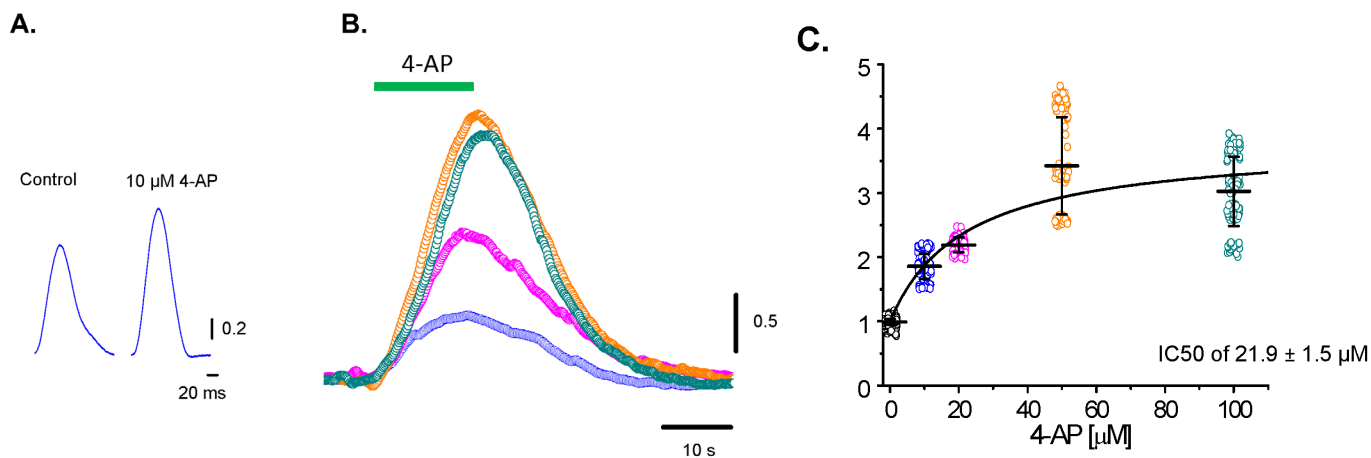 A.
Control
10 µM 4-AP
0.2
20 ms
B.
4-AP
0.5
10 s
C.
5
4
3
2
1
0
IC50 of 21.9 ± 1.5 µM
0 20 40 60 80 100
4-AP [µM]